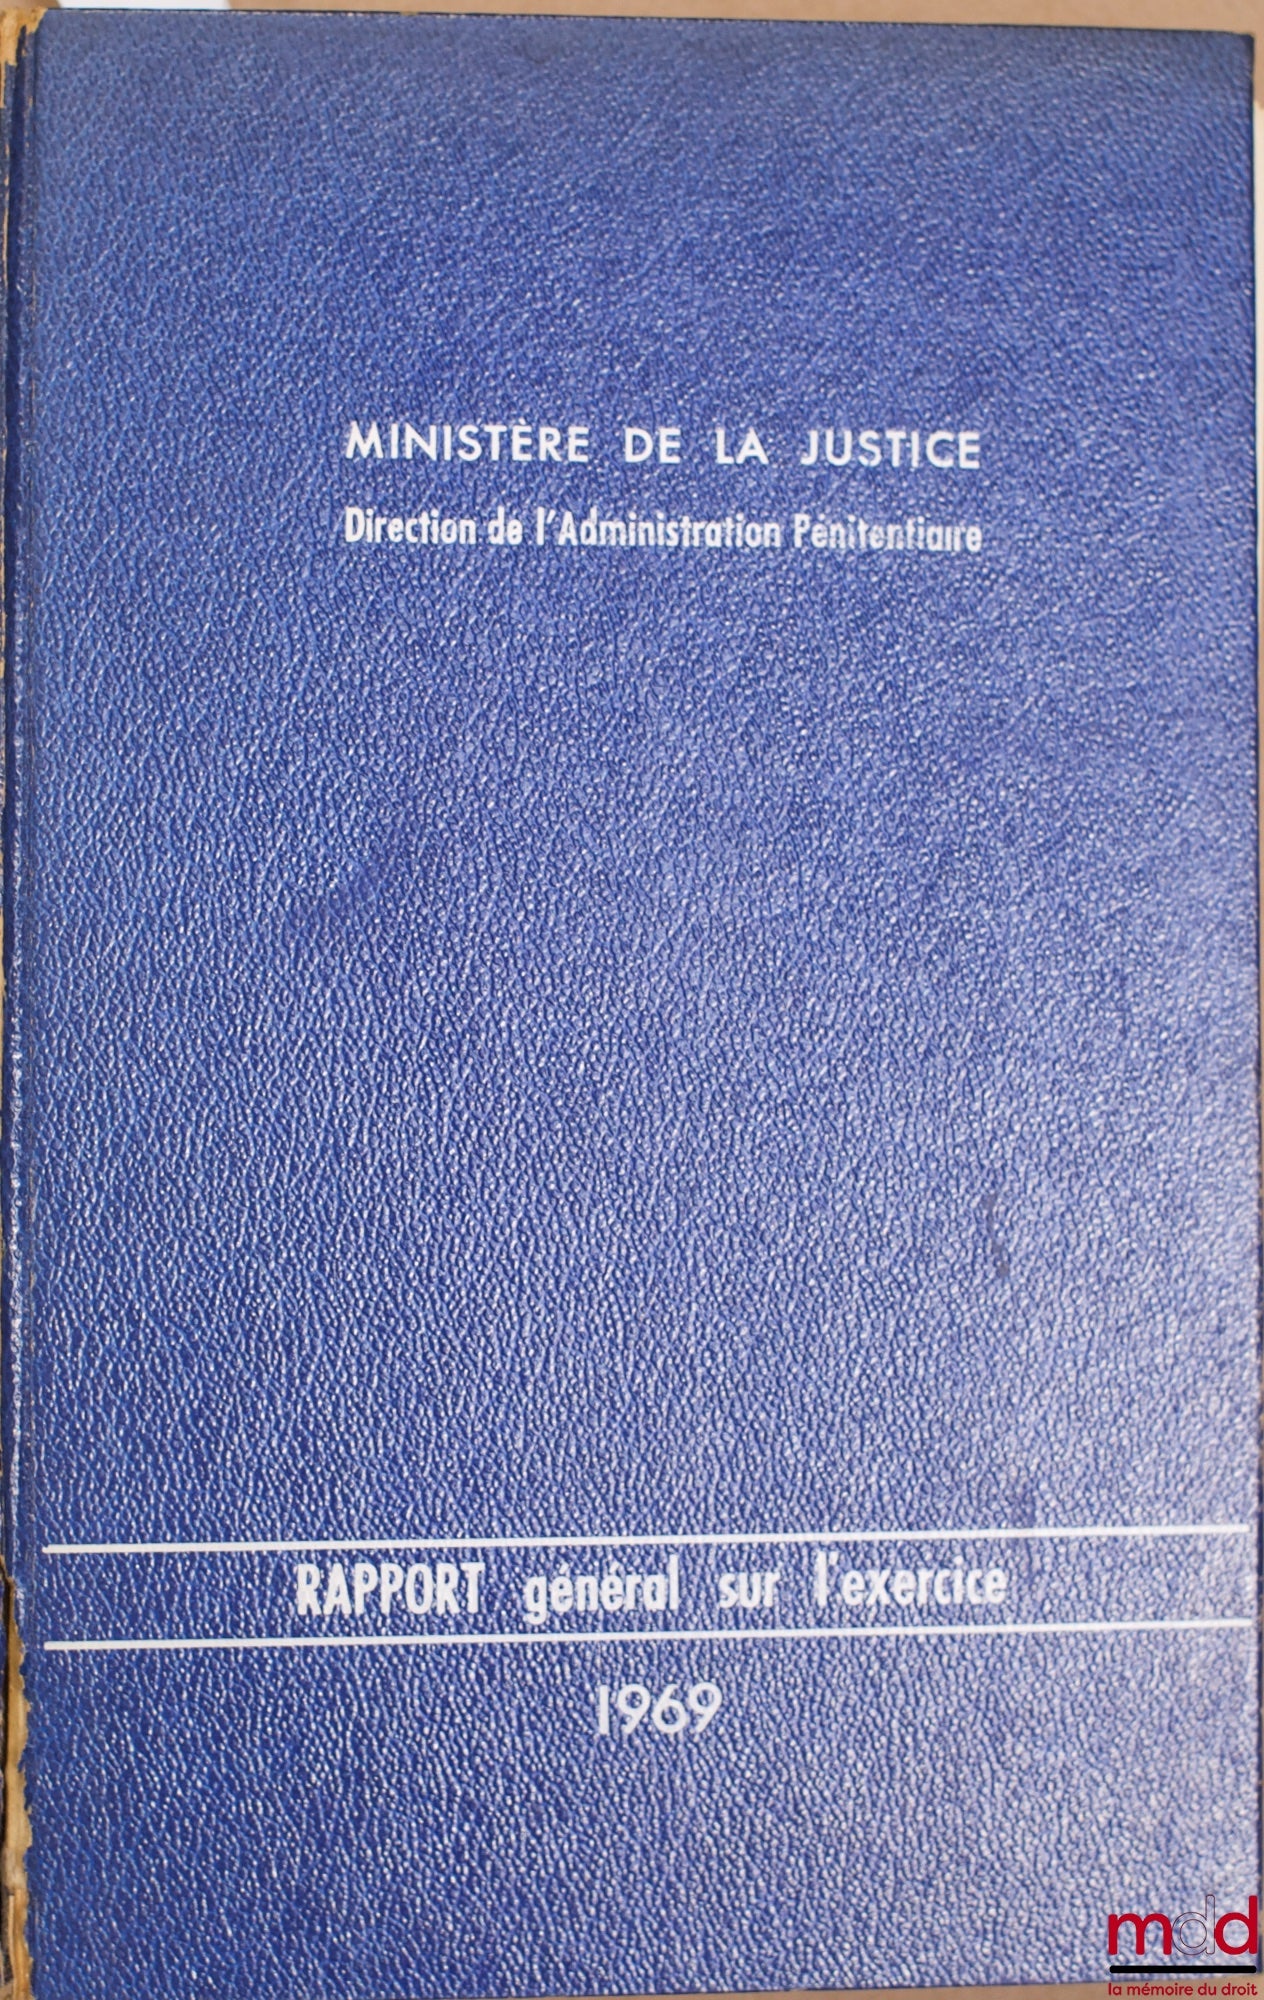 MINISTÈRE DE LA JUSTICE
Direction de l'Administration Pénitentiaire
RAPPORT général sur l'exercice
1969
mdd
la mémoire du droit